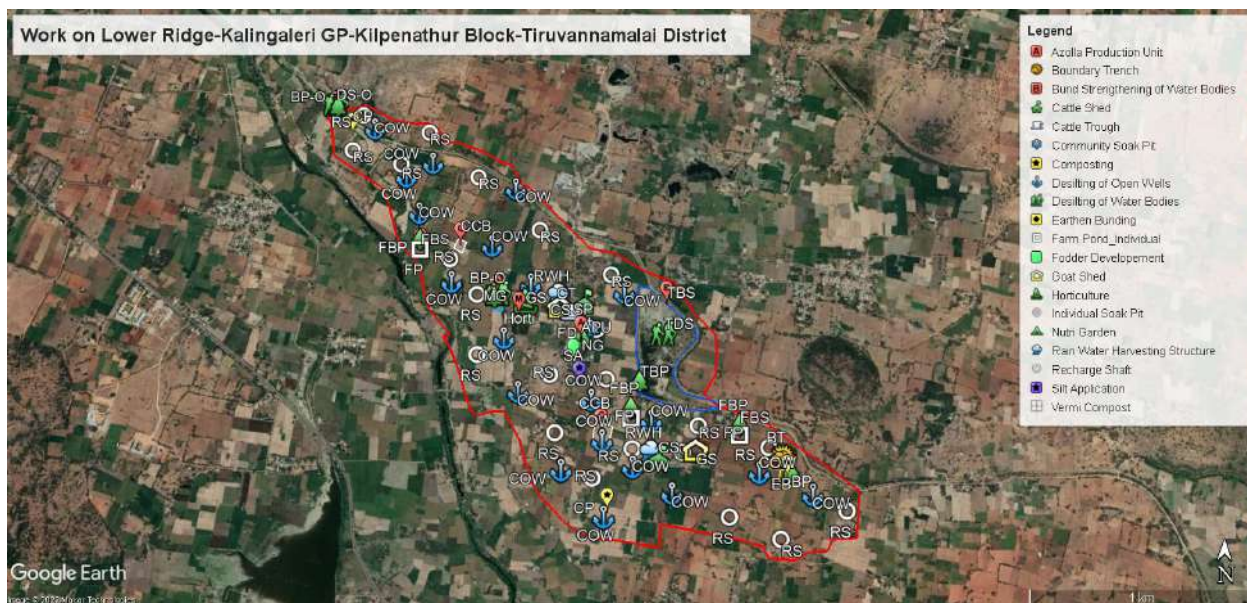 Work on Lower Ridge-Kalingaleri GP-Kilpenathur Block-Tiruvannamalai District
Legend
Azolla Production Unit
Boundary Trench
Bund Strengthening of Water Bodies
Cattle Shed
Cattle Trough
Community Soak Pit
Composting
Desilting of Open Wells
Desilting of Water Bodies
Earthen Bunding
Farm Pond_Individual
Fodder Developement
Goat Shed
Horticulture
Individual Soak Pit
Nutri Garden
Rain Water Harvesting Structure
Recharge Shaft
Silt Application
Vermi Compost
BP-O DS-O
RS
COW
RS
RS
COW
RS
COW
RS
COW
COW
CCB
FBS
FBP
RS
COW
RS
FP
BP-O
RWH
COW
RS
MG
GS
CT
RS
COW
TBS
Horti
TDS
FD
NG
COW
SA
RS
RS
COW
TBP
COW
FBP
CCB
COW
FP
COW
FBP
FBS
RWH
RS
FP
RS
RS
CS
GS
RS
COW
COW
RS
COW
EB
BP
CP
COW
COW
COW
RS
RS
RS
Google Earth
N
1 km